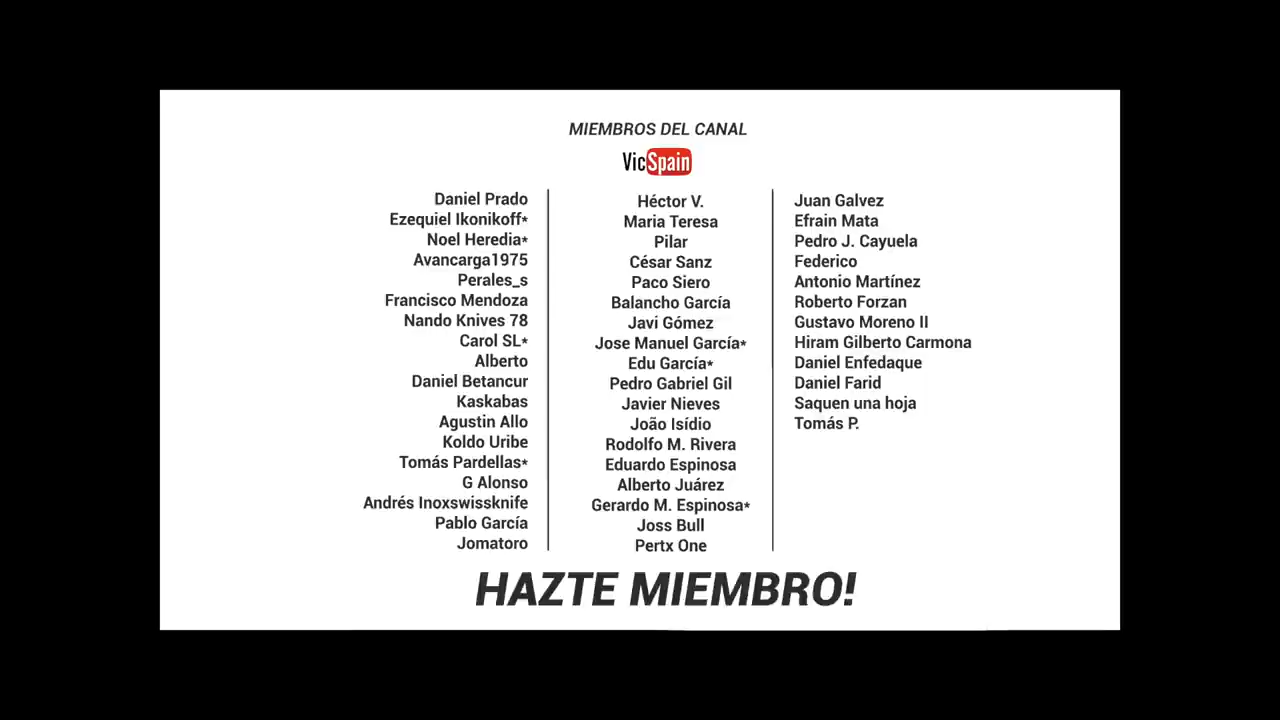 MIEMBROS DEL CANAL
VicSpain
Daniel Prado
Ezequiel Ikonikoff*
Noel Heredia*
Avancarga1975
Perales_s
Francisco Mendoza
Nando Knives 78
Carol SL*
Alberto
Daniel Betancur
Kaskabas
Agustin Allo
Koldo Uribe
Tomás Pardellas*
G Alonso
Andrés Inoxswissknife
Pablo García
Jomatoro
Héctor V.
Maria Teresa
Pilar
César Sanz
Paco Siero
Balancho García
Javi Gómez
Jose Manuel García*
Edu García*
Pedro Gabriel Gil
Javier Nieves
João Isídio
Rodolfo M. Rivera
Eduardo Espinosa
Alberto Juárez
Gerardo M. Espinosa*
Joss Bull
Pertx One
Juan Galvez
Efrain Mata
Pedro J. Cayuela
Federico
Antonio Martínez
Roberto Forzan
Gustavo Moreno II
Hiram Gilberto Carmona
Daniel Enfedaque
Daniel Farid
Saquen una hoja
Tomás P.
HAZTE MIEMBRO!